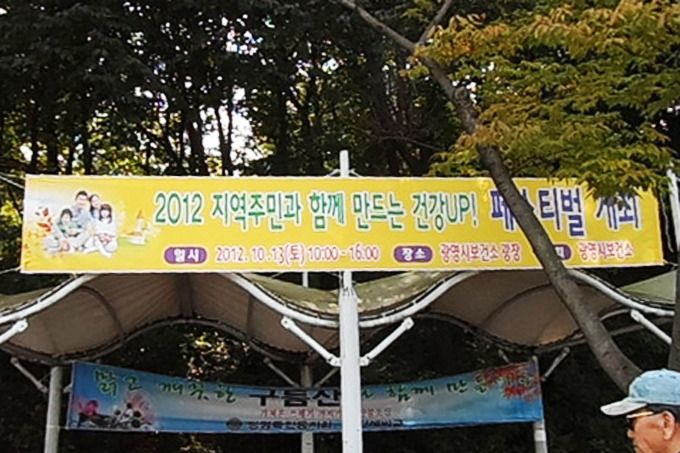 2012 지역주민과 함께 만드는 건강UP! 페스티벌 개최
일시 2012. 10. 13(토) 10:00~16:00 장소 광명시보건소 광장 광명시보건소
맑고 깨끗한 구름산 함께